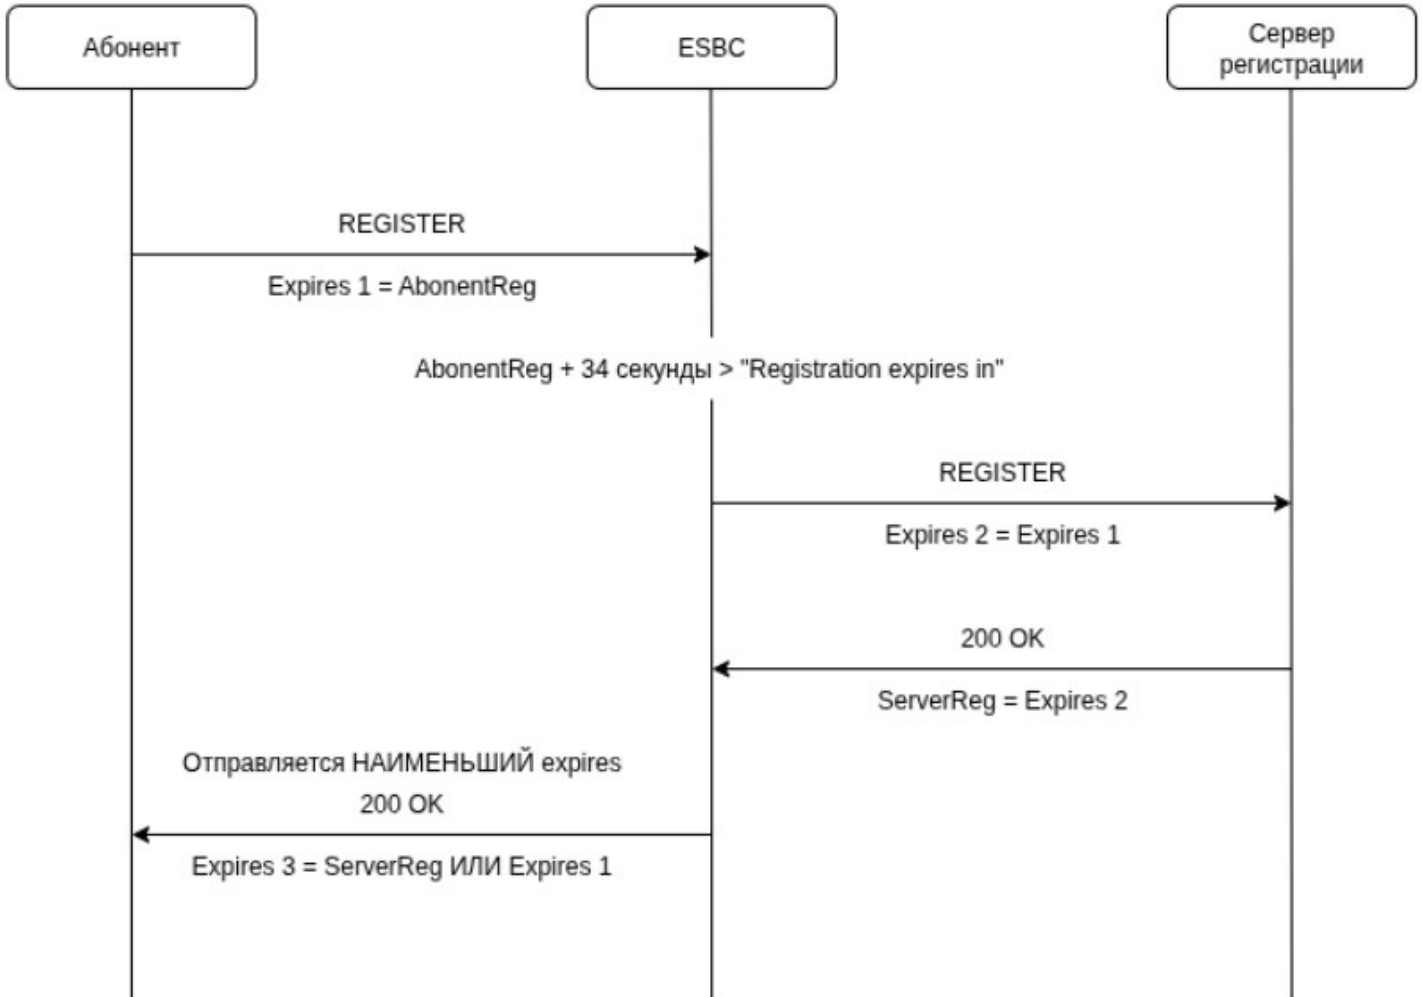 Абонент
ESBC
Сервер
регистрации
REGISTER
Expires 1 = AbonentReg
AbonentReg + 34 секунды > "Registration expires in"
REGISTER
Expires 2 = Expires 1
200 OK
ServerReg = Expires 2
Отправляется НАИМЕНЬШИЙ expires
200 OK
Expires 3 = ServerReg ИЛИ Expires 1